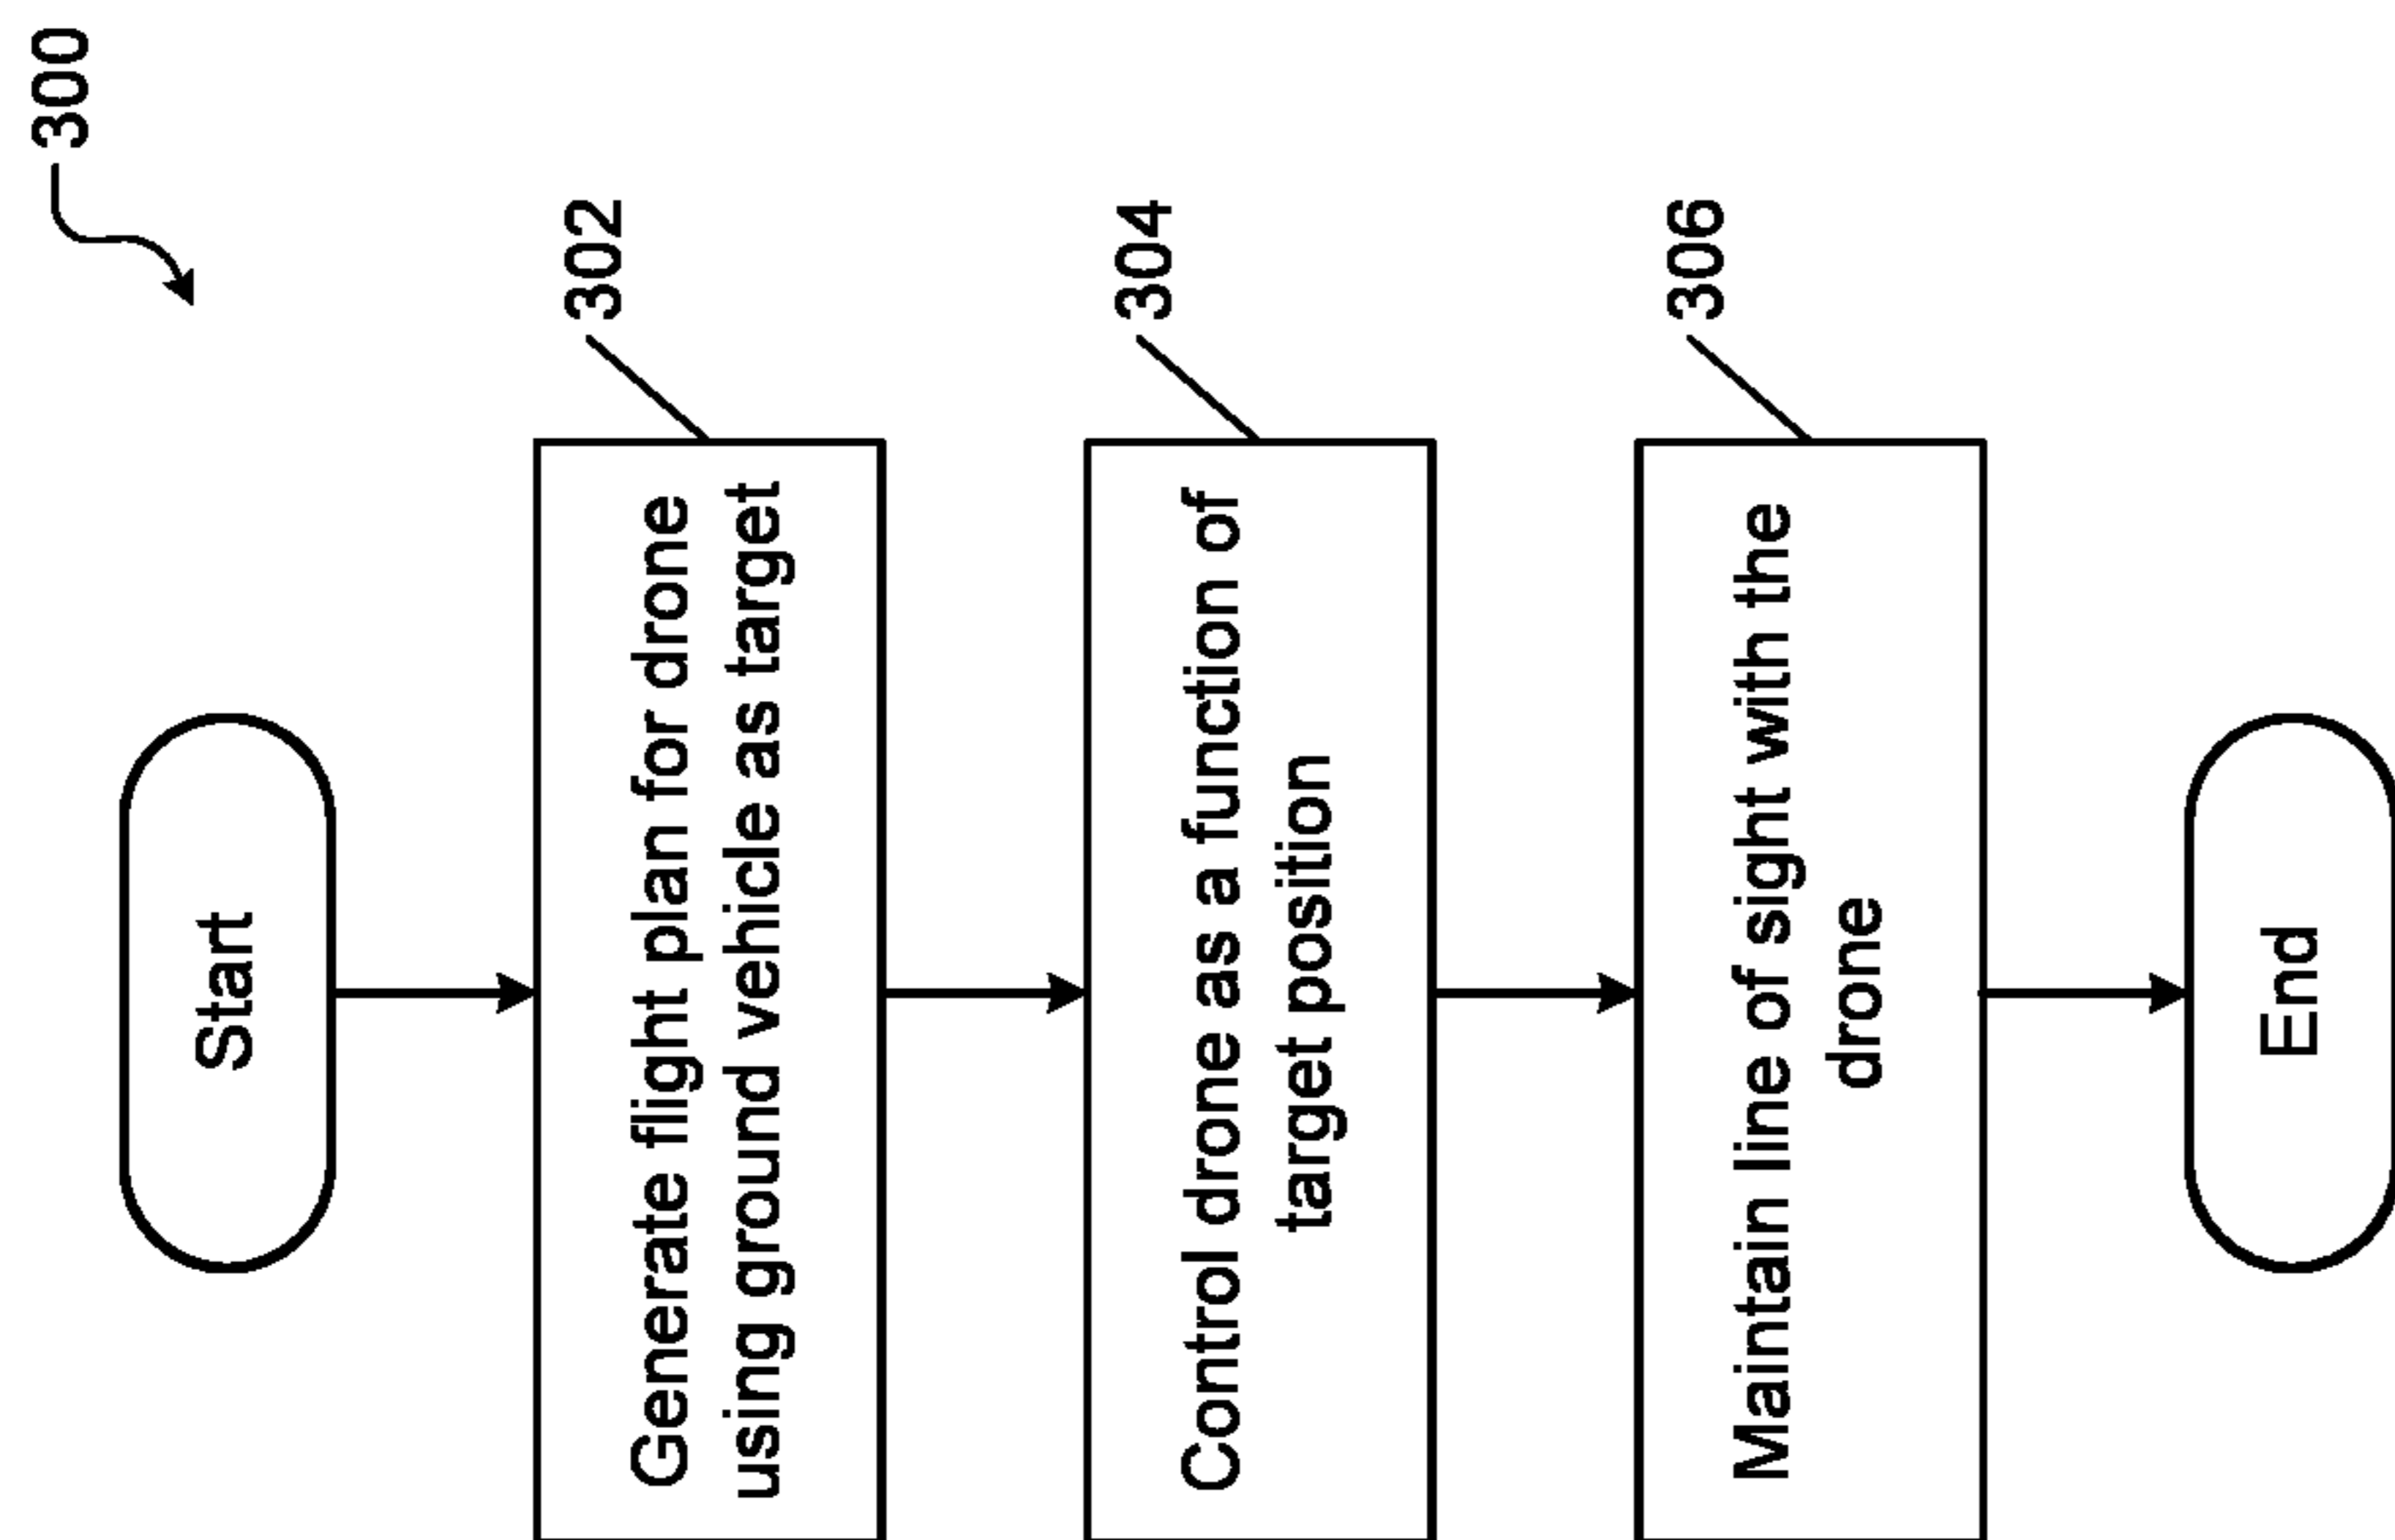 300
Start
302
Generate flight plan for drone
using ground vehicle as target
304
Control drone as a function of
target position
306
Maintain line of sight with the
drone
End